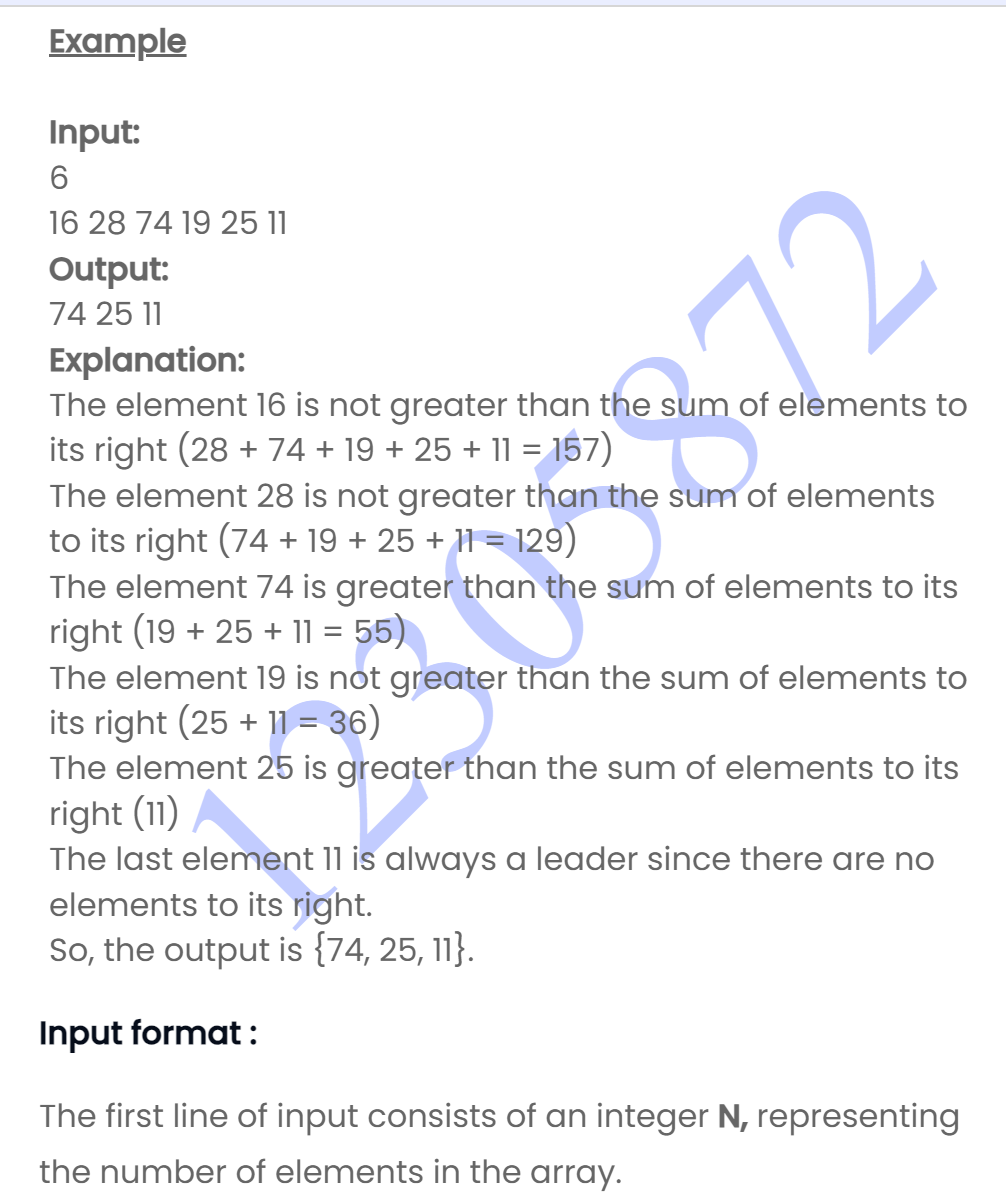 Example
Input:
6
16 28 74 19 25 11
Output:
74 25 11
Explanation:
The element 16 is not greater than the sum of elements to
its right (28 + 74 + 19 + 25 + 11 = 157)
The element 28 is not greater than the sum of elements
to its right (74 + 19 + 25 + 11 = 129)
The element 74 is greater than the sum of elements to its
right (19 + 25 + 11 = 55)
The element 19 is not greater than the sum of elements to
its right (25 + 11 = 36)
The element 25 is greater than the sum of elements to its
right (11)
The last element 11 is always a leader since there are no
elements to its right.
So, the output is {74, 25, 11}.
Input format :
The first line of input consists of an integer N, representing
the number of elements in the array.
12305872